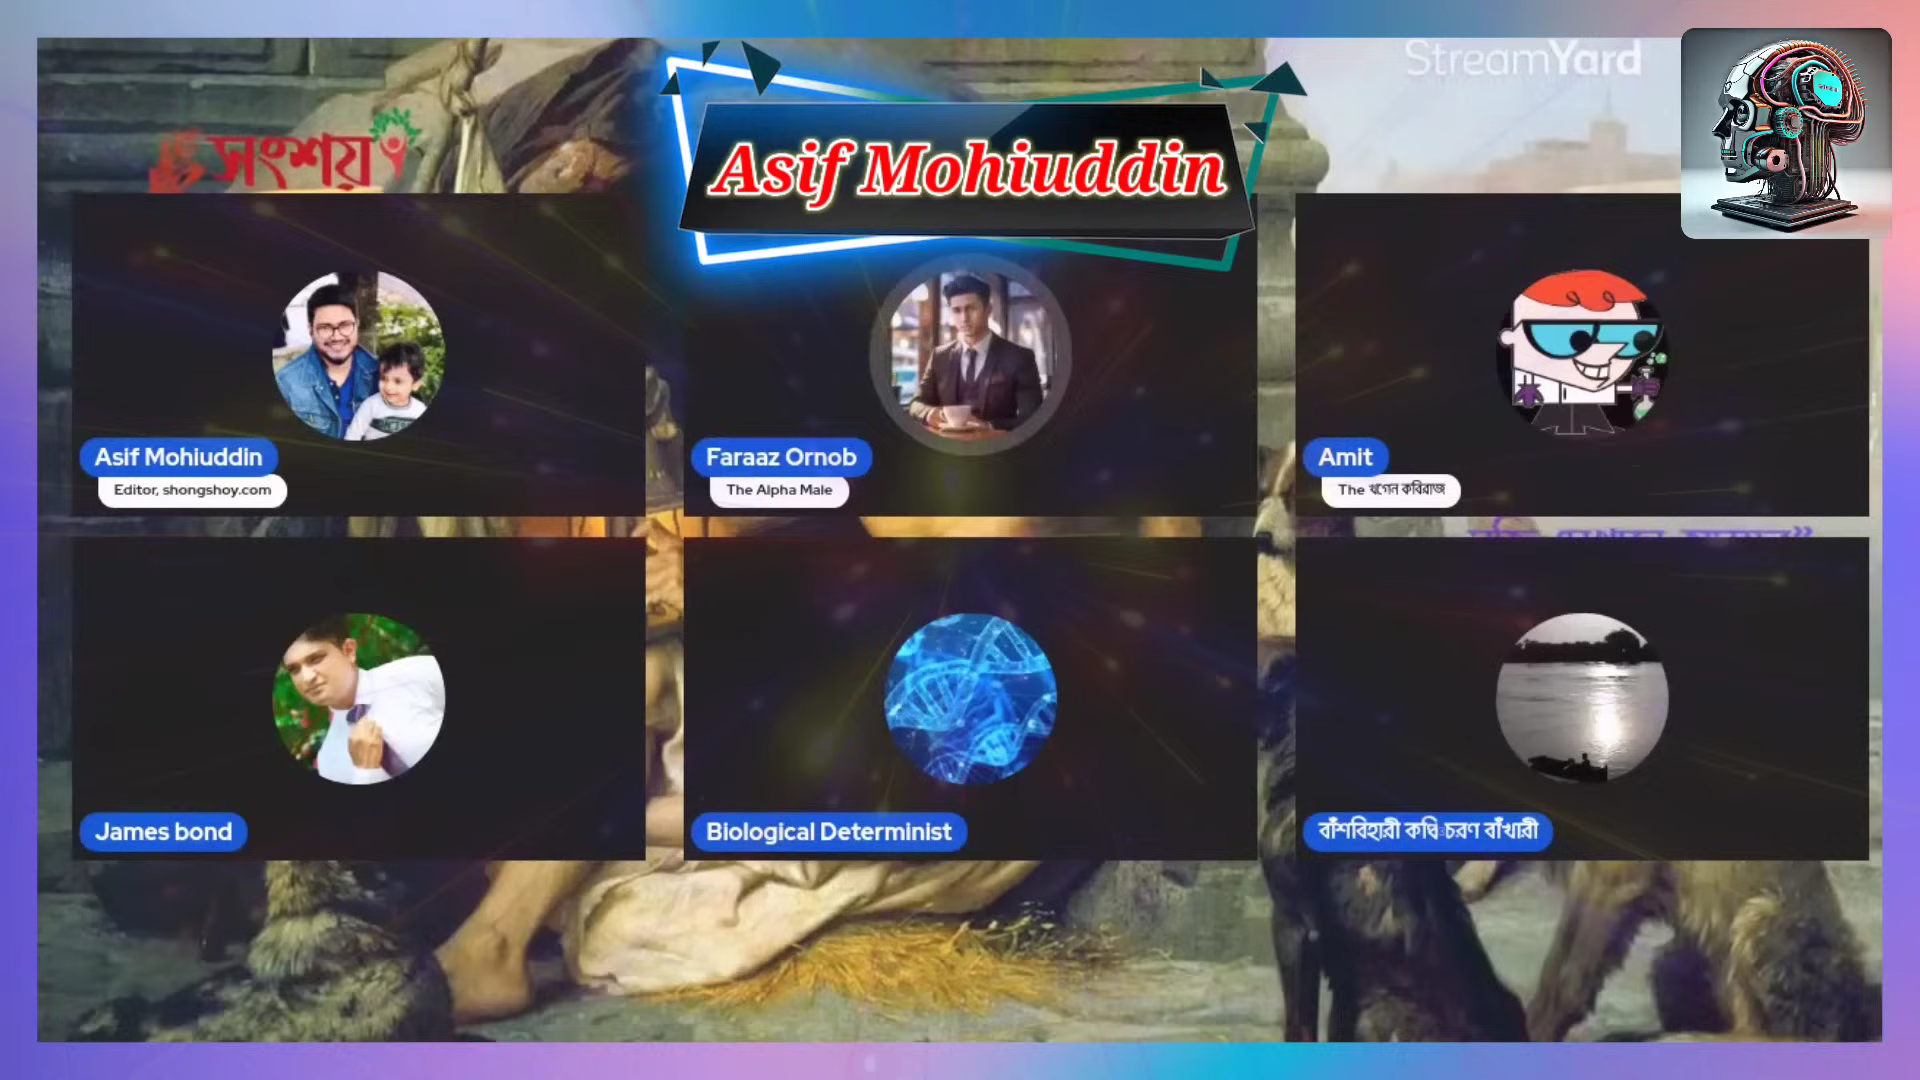 StreamYard
সংশয়
Asif Mohiuddin
Asif Mohiuddin
Editor, shongshoy.com
Faraaz Ornob
The Alpha Male
Amit
The খগেন কবিরাজ
James bond
Biological Determinist
বাঁশবিহারী কঞ্চিচরণ বাঁখারী